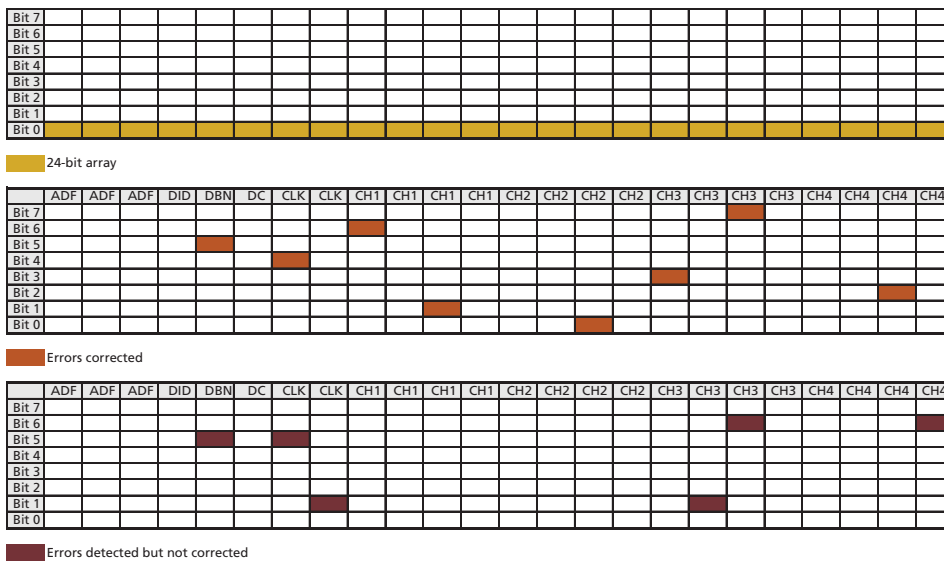 Bit 7
Bit 6
Bit 5
Bit 4
Bit 3
Bit 2
Bit 1
Bit 0
24-bit array
ADF ADF ADF DID DBN DC CLK CLK CH1 CH1 CH1 CH1 CH2 CH2 CH2 CH2 CH3 CH3 CH3 CH3 CH4 CH4 CH4 CH4
Bit 7
Bit 6
Bit 5
Bit 4
Bit 3
Bit 2
Bit 1
Bit 0
Errors corrected
ADF ADF ADF DID DBN DC CLK CLK CH1 CH1 CH1 CH1 CH2 CH2 CH2 CH2 CH3 CH3 CH3 CH3 CH4 CH4 CH4 CH4
Bit 7
Bit 6
Bit 5
Bit 4
Bit 3
Bit 2
Bit 1
Bit 0
Errors detected but not corrected